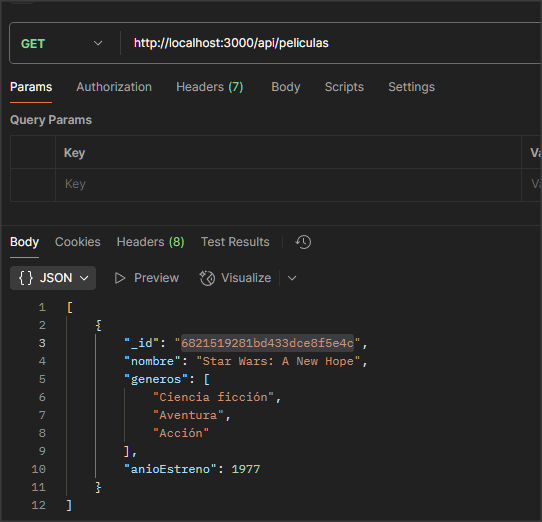 GET http://localhost:3000/api/peliculas
Params Authorization Headers (7) Body Scripts Settings
Query Params
Key Va
Key Va
Body Cookies Headers (8) Test Results
{} JSON Preview Visualize
1 [
2 {
3 "_id": "6821519281bd433dce8f5e4c",
4 "nombre": "Star Wars: A New Hope",
5 "generos": [
6 "Ciencia ficción",
7 "Aventura",
8 "Acción"
9 ],
10 "anioEstreno": 1977
11 }
12 ]